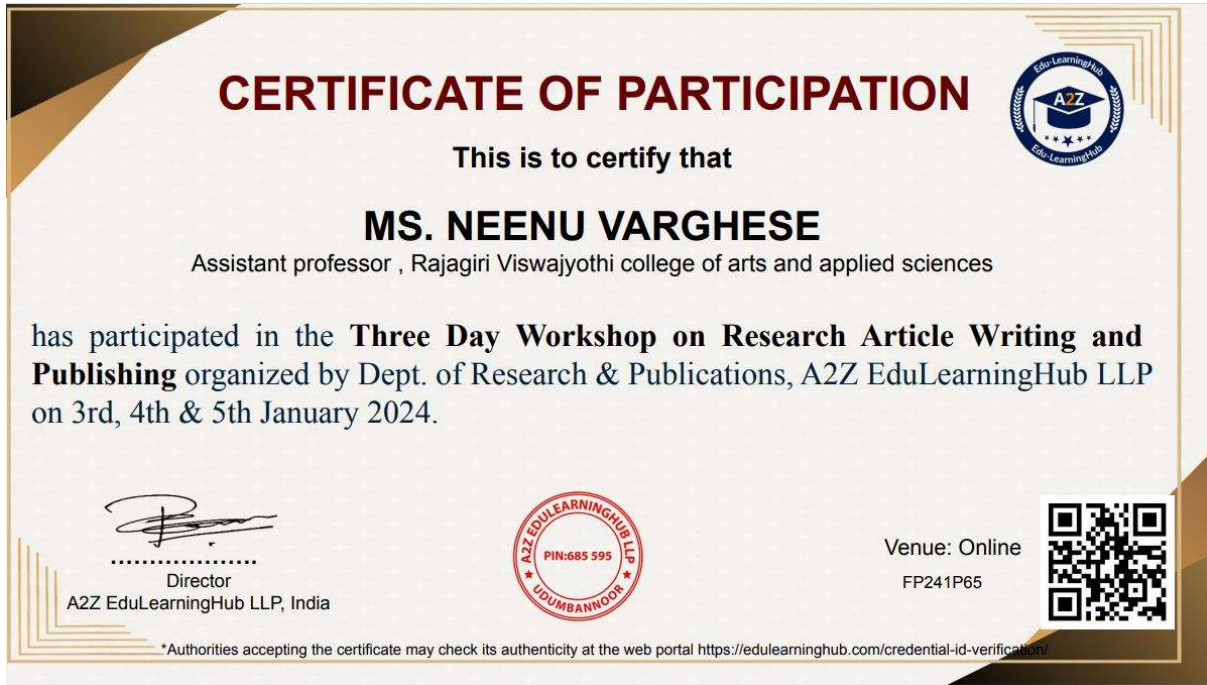 CERTIFICATE OF PARTICIPATION
Edu-LearningHub
A2Z
Edu-LearningHub
This is to certify that
MS. NEENU VARGHESE
Assistant professor , Rajagiri Viswajyothi college of arts and applied sciences
has participated in the Three Day Workshop on Research Article Writing and
Publishing organized by Dept. of Research & Publications, A2Z EduLearningHub LLP
on 3rd, 4th & 5th January 2024.
....................
Director
A2Z EduLearningHub LLP, India
A2Z EDULEARNINGHUB LLP
PIN:685 595
UDUMBANNOOR
Venue: Online
FP241P65
*Authorities accepting the certificate may check its authenticity at the web portal https://edulearninghub.com/credential-id-verification/